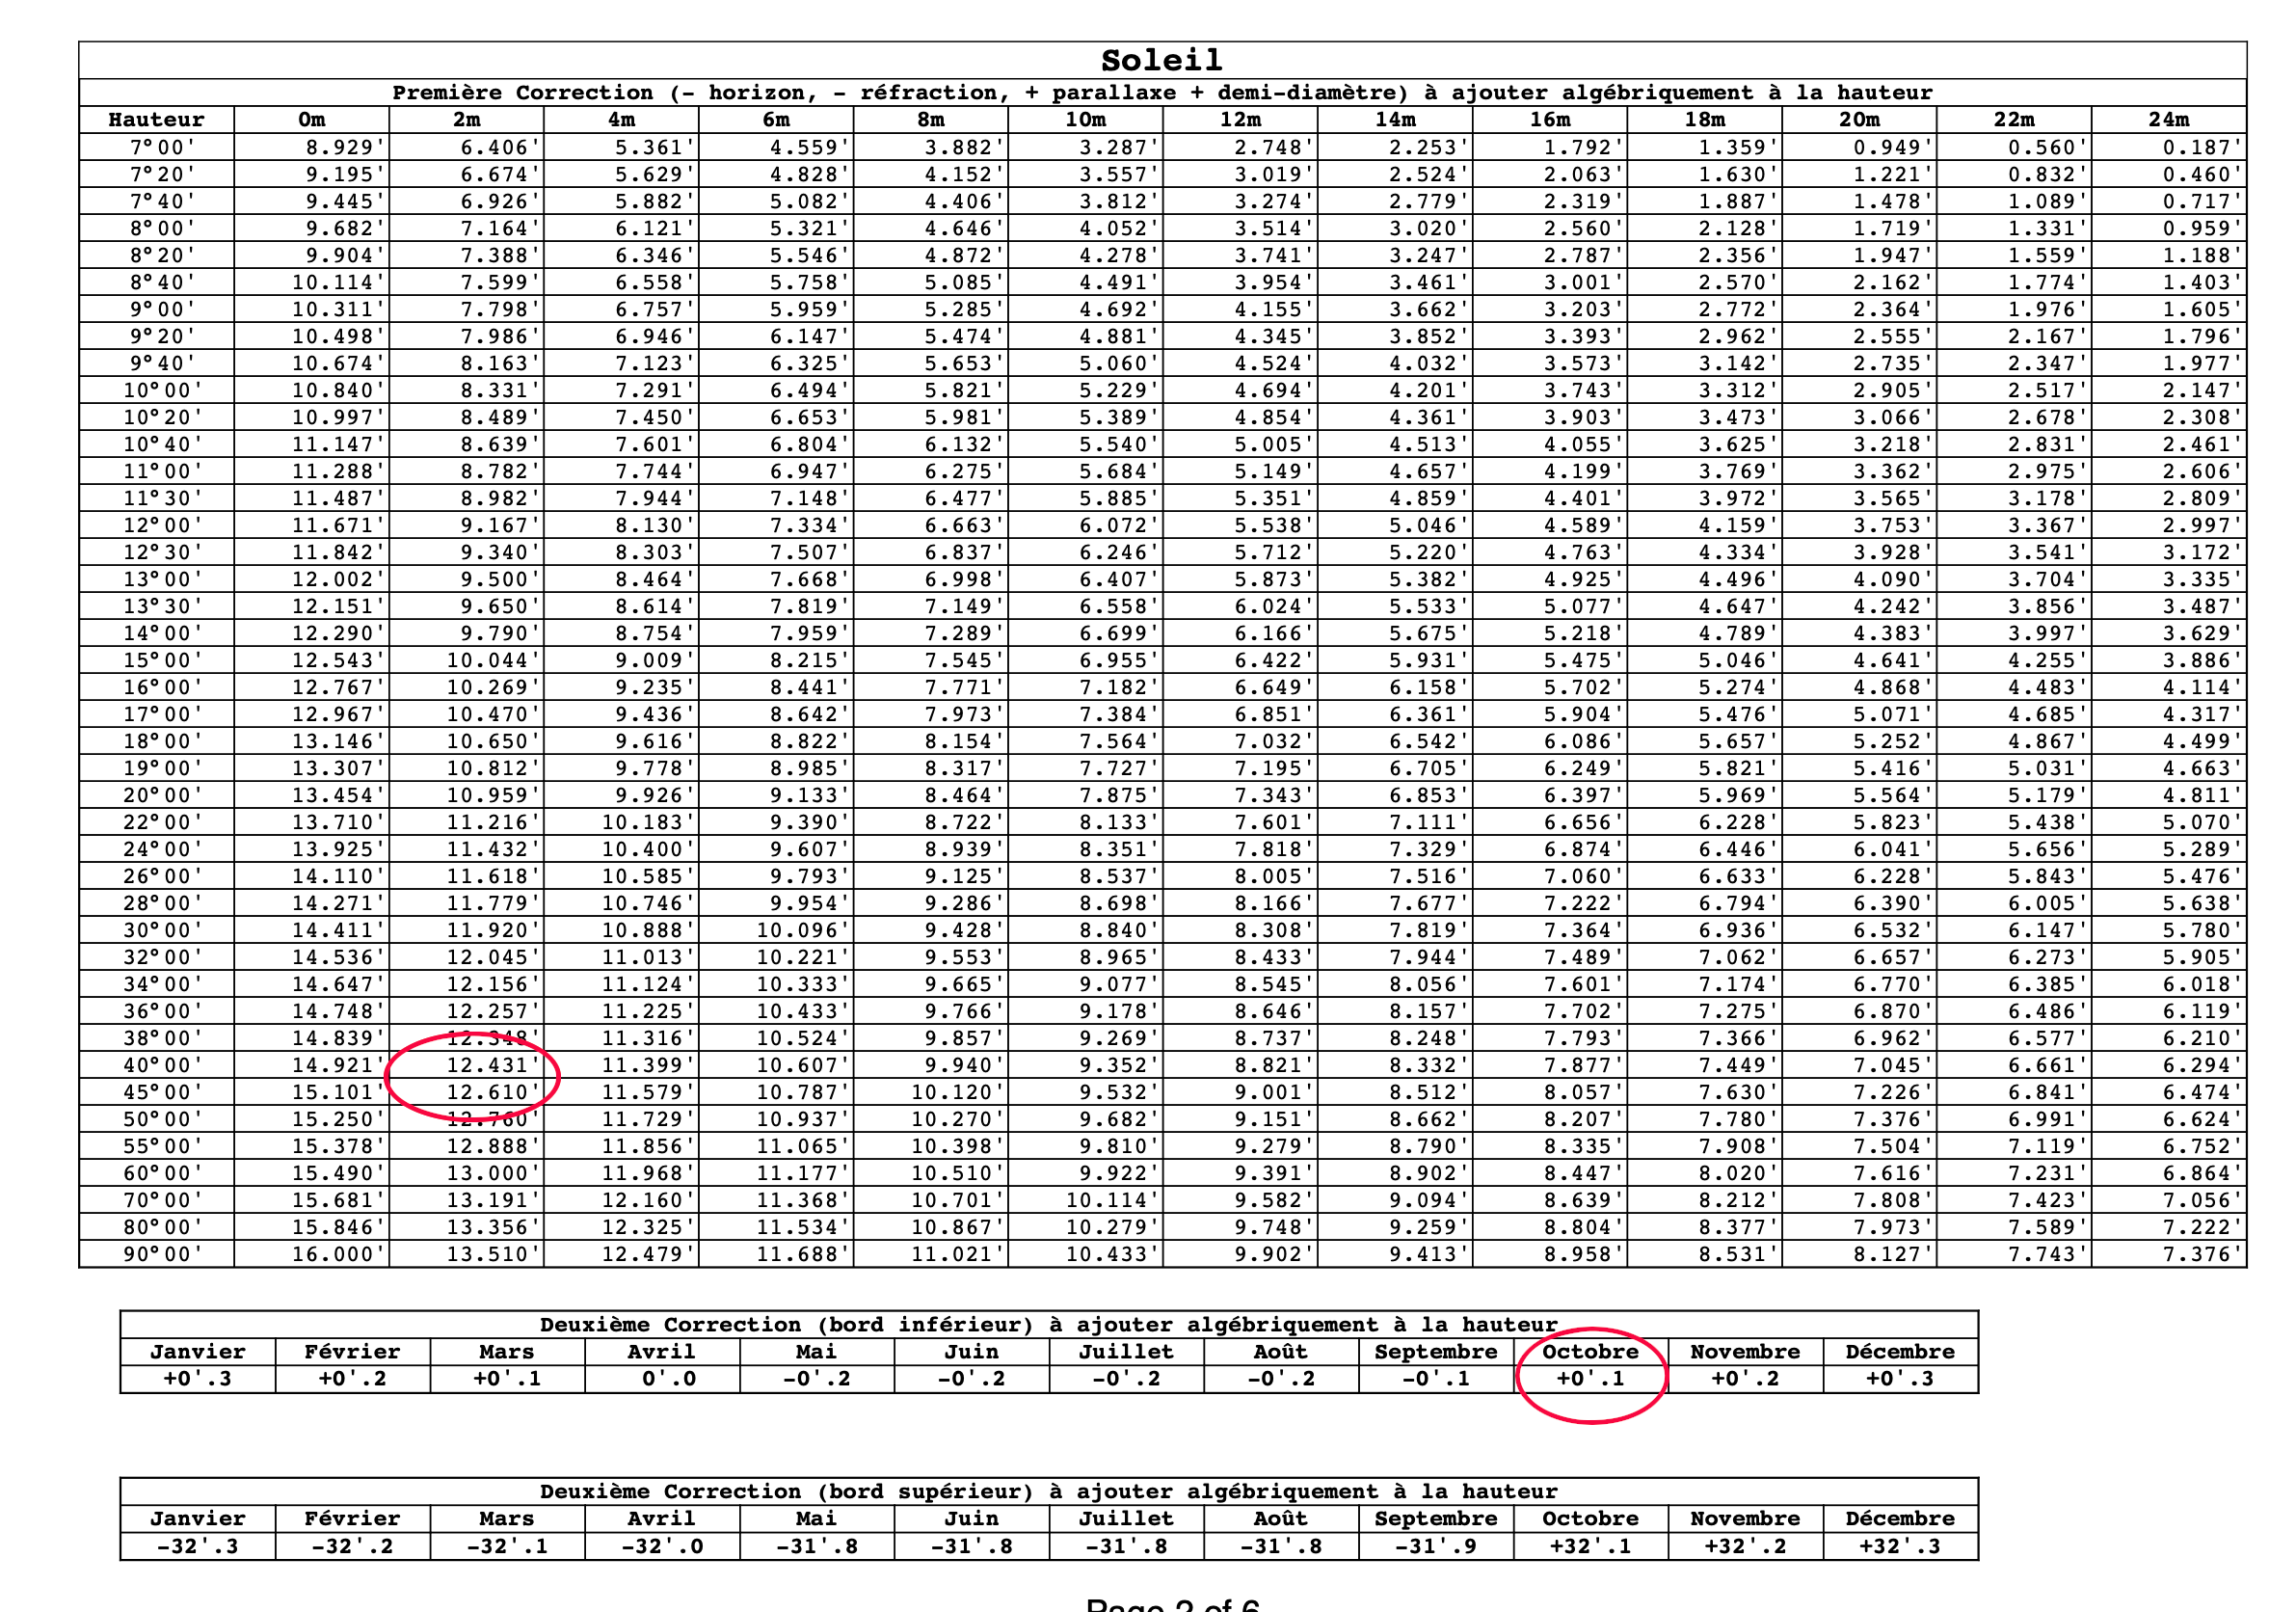 Soleil
Première Correction (- horizon, - réfraction, + parallaxe + demi-diamètre) à ajouter algébriquement à la hauteur
Hauteur 0m 2m 4m 6m 8m 10m 12m 14m 16m 18m 20m 22m 24m
7°00' 8.929' 6.406' 5.361' 4.559' 3.882' 3.287' 2.748' 2.253' 1.792' 1.359' 0.949' 0.560' 0.187'
7°20' 9.195' 6.674' 5.629' 4.828' 4.152' 3.557' 3.019' 2.524' 2.063' 1.630' 1.221' 0.832' 0.460'
7°40' 9.445' 6.926' 5.882' 5.082' 4.406' 3.812' 3.274' 2.779' 2.319' 1.887' 1.478' 1.089' 0.717'
8°00' 9.682' 7.164' 6.121' 5.321' 4.646' 4.052' 3.514' 3.020' 2.560' 2.128' 1.719' 1.331' 0.959'
8°20' 9.904' 7.388' 6.346' 5.546' 4.872' 4.278' 3.741' 3.247' 2.787' 2.356' 1.947' 1.559' 1.188'
8°40' 10.114' 7.599' 6.558' 5.758' 5.085' 4.491' 3.954' 3.461' 3.001' 2.570' 2.162' 1.774' 1.403'
9°00' 10.311' 7.798' 6.757' 5.959' 5.285' 4.692' 4.155' 3.662' 3.203' 2.772' 2.364' 1.976' 1.605'
9°20' 10.498' 7.986' 6.946' 6.147' 5.474' 4.881' 4.345' 3.852' 3.393' 2.962' 2.555' 2.167' 1.796'
9°40' 10.674' 8.163' 7.123' 6.325' 5.653' 5.060' 4.524' 4.032' 3.573' 3.142' 2.735' 2.347' 1.977'
10°00' 10.840' 8.331' 7.291' 6.494' 5.821' 5.229' 4.694' 4.201' 3.743' 3.312' 2.905' 2.517' 2.147'
10°20' 10.997' 8.489' 7.450' 6.653' 5.981' 5.389' 4.854' 4.361' 3.903' 3.473' 3.066' 2.678' 2.308'
10°40' 11.147' 8.639' 7.601' 6.804' 6.132' 5.540' 5.005' 4.513' 4.055' 3.625' 3.218' 2.831' 2.461'
11°00' 11.288' 8.782' 7.744' 6.947' 6.275' 5.684' 5.149' 4.657' 4.199' 3.769' 3.362' 2.975' 2.606'
11°30' 11.487' 8.982' 7.944' 7.148' 6.477' 5.885' 5.351' 4.859' 4.401' 3.972' 3.565' 3.178' 2.809'
12°00' 11.671' 9.167' 8.130' 7.334' 6.663' 6.072' 5.538' 5.046' 4.589' 4.159' 3.753' 3.367' 2.997'
12°30' 11.842' 9.340' 8.303' 7.507' 6.837' 6.246' 5.712' 5.220' 4.763' 4.334' 3.928' 3.541' 3.172'
13°00' 12.002' 9.500' 8.464' 7.668' 6.998' 6.407' 5.873' 5.382' 4.925' 4.496' 4.090' 3.704' 3.335'
13°30' 12.151' 9.650' 8.614' 7.819' 7.149' 6.558' 6.024' 5.533' 5.077' 4.647' 4.242' 3.856' 3.487'
14°00' 12.290' 9.790' 8.754' 7.959' 7.289' 6.699' 6.166' 5.675' 5.218' 4.789' 4.383' 3.997' 3.629'
15°00' 12.543' 10.044' 9.009' 8.215' 7.545' 6.955' 6.422' 5.931' 5.475' 5.046' 4.641' 4.255' 3.886'
16°00' 12.767' 10.269' 9.235' 8.441' 7.771' 7.182' 6.649' 6.158' 5.702' 5.274' 4.868' 4.483' 4.114'
17°00' 12.967' 10.470' 9.436' 8.642' 7.973' 7.384' 6.851' 6.361' 5.904' 5.476' 5.071' 4.685' 4.317'
18°00' 13.146' 10.650' 9.616' 8.822' 8.154' 7.564' 7.032' 6.542' 6.086' 5.657' 5.252' 4.867' 4.499'
19°00' 13.307' 10.812' 9.778' 8.985' 8.317' 7.727' 7.195' 6.705' 6.249' 5.821' 5.416' 5.031' 4.663'
20°00' 13.454' 10.959' 9.926' 9.133' 8.464' 7.875' 7.343' 6.853' 6.397' 5.969' 5.564' 5.179' 4.811'
22°00' 13.710' 11.216' 10.183' 9.390' 8.722' 8.133' 7.601' 7.111' 6.656' 6.228' 5.823' 5.438' 5.070'
24°00' 13.925' 11.432' 10.400' 9.607' 8.939' 8.351' 7.818' 7.329' 6.874' 6.446' 6.041' 5.656' 5.289'
26°00' 14.110' 11.618' 10.585' 9.793' 9.125' 8.537' 8.005' 7.516' 7.060' 6.633' 6.228' 5.843' 5.476'
28°00' 14.271' 11.779' 10.746' 9.954' 9.286' 8.698' 8.166' 7.677' 7.222' 6.794' 6.390' 6.005' 5.638'
30°00' 14.411' 11.920' 10.888' 10.096' 9.428' 8.840' 8.308' 7.819' 7.364' 6.936' 6.532' 6.147' 5.780'
32°00' 14.536' 12.045' 11.013' 10.221' 9.553' 8.965' 8.433' 7.944' 7.489' 7.062' 6.657' 6.273' 5.905'
34°00' 14.647' 12.156' 11.124' 10.333' 9.665' 9.077' 8.545' 8.056' 7.601' 7.174' 6.770' 6.385' 6.018'
36°00' 14.748' 12.257' 11.225' 10.433' 9.766' 9.178' 8.646' 8.157' 7.702' 7.275' 6.870' 6.486' 6.119'
38°00' 14.839' 12.348' 11.316' 10.524' 9.857' 9.269' 8.737' 8.248' 7.793' 7.366' 6.962' 6.577' 6.210'
40°00' 14.921' 12.431' 11.399' 10.607' 9.940' 9.352' 8.821' 8.332' 7.877' 7.449' 7.045' 6.661' 6.294'
45°00' 15.101' 12.610' 11.579' 10.787' 10.120' 9.532' 9.001' 8.512' 8.057' 7.630' 7.226' 6.841' 6.474'
50°00' 15.250' 12.760' 11.729' 10.937' 10.270' 9.682' 9.151' 8.662' 8.207' 7.780' 7.376' 6.991' 6.624'
55°00' 15.378' 12.888' 11.856' 11.065' 10.398' 9.810' 9.279' 8.790' 8.335' 7.908' 7.504' 7.119' 6.752'
60°00' 15.490' 13.000' 11.968' 11.177' 10.510' 9.922' 9.391' 8.902' 8.447' 8.020' 7.616' 7.231' 6.864'
70°00' 15.681' 13.191' 12.160' 11.368' 10.701' 10.114' 9.582' 9.094' 8.639' 8.212' 7.808' 7.423' 7.056'
80°00' 15.846' 13.356' 12.325' 11.534' 10.867' 10.279' 9.748' 9.259' 8.804' 8.377' 7.973' 7.589' 7.222'
90°00' 16.000' 13.510' 12.479' 11.688' 11.021' 10.433' 9.902' 9.413' 8.958' 8.531' 8.127' 7.743' 7.376'
Deuxième Correction (bord inférieur) à ajouter algébriquement à la hauteur
Janvier Février Mars Avril Mai Juin Juillet Août Septembre Octobre Novembre Décembre
+0'.3 +0'.2 +0'.1 0'.0 -0'.2 -0'.2 -0'.2 -0'.2 -0'.1 +0'.1 +0'.2 +0'.3
Deuxième Correction (bord supérieur) à ajouter algébriquement à la hauteur
Janvier Février Mars Avril Mai Juin Juillet Août Septembre Octobre Novembre Décembre
-32'.3 -32'.2 -32'.1 -32'.0 -31'.8 -31'.8 -31'.8 -31'.8 -31'.9 +32'.1 +32'.2 +32'.3
Page 2 of 6